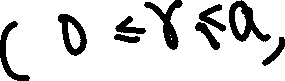 ( 0 ≤ r ≤ a,